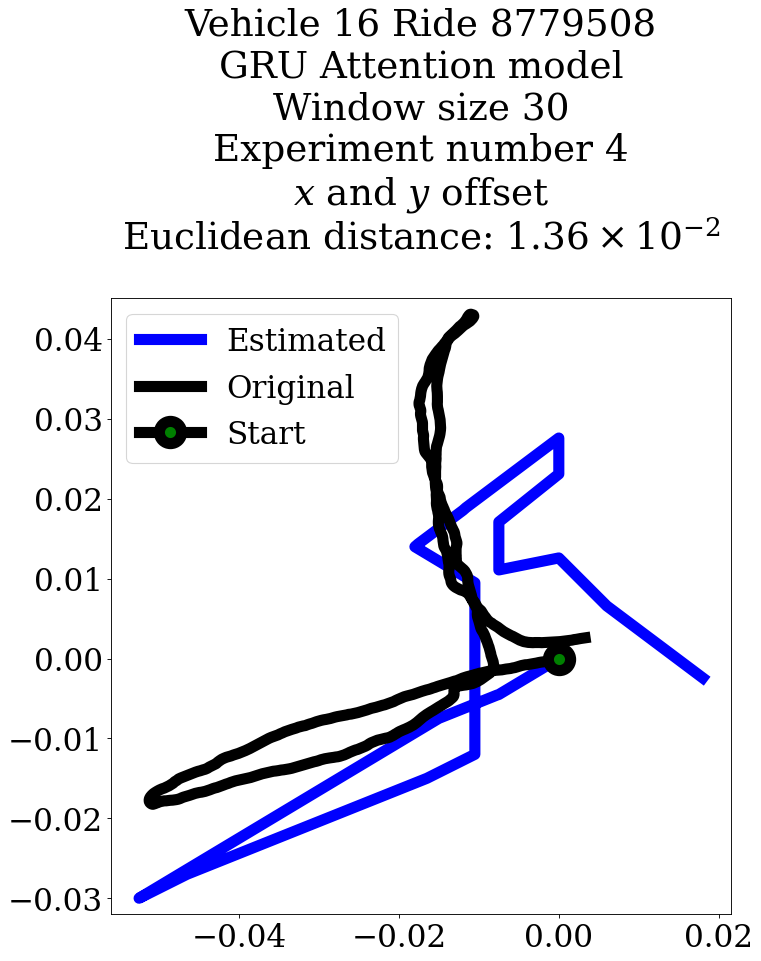 Vehicle 16 Ride 8779508
GRU Attention model
Window size 30
Experiment number 4
x and y offset
Euclidean distance: 1.36 × 10⁻²
Estimated
Original
Start
0.04
0.03
0.02
0.01
0.00
−0.01
−0.02
−0.03
−0.04
−0.02
0.00
0.02